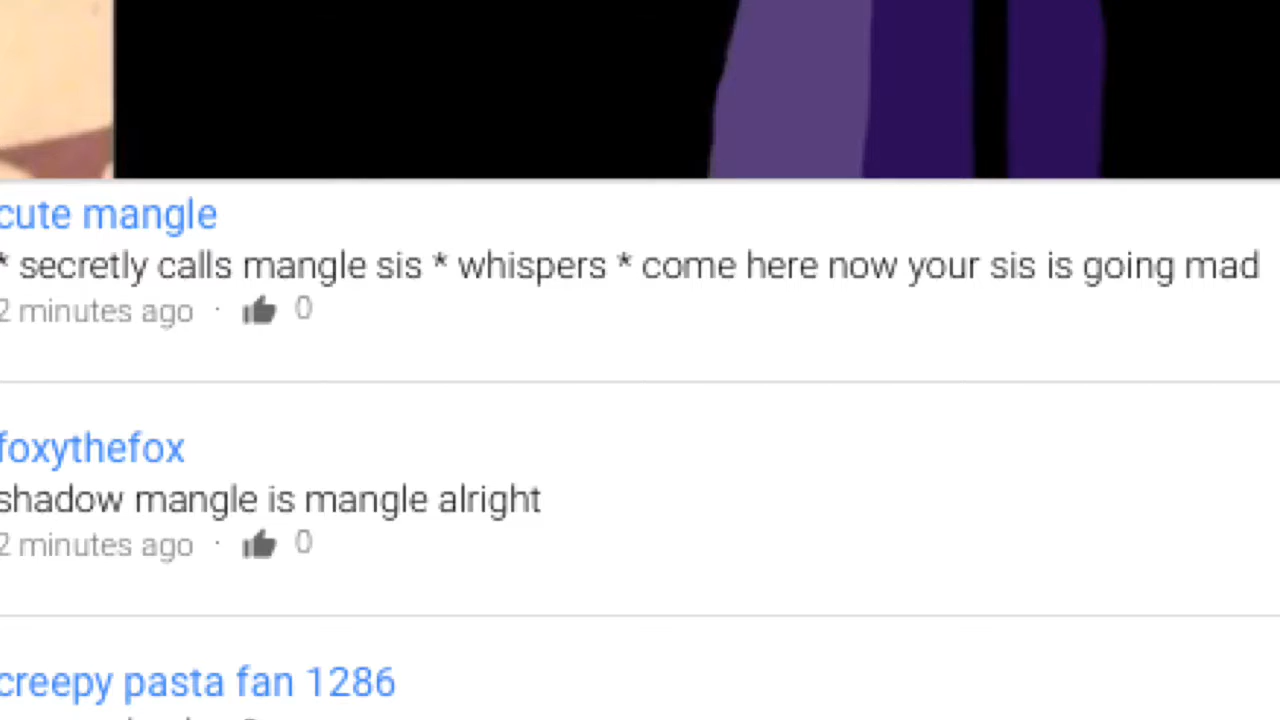 cute mangle
* secretly calls mangle sis * whispers * come here now your sis is going mad
2 minutes ago · 0
foxythefox
shadow mangle is mangle alright
2 minutes ago · 0
creepy pasta fan 1286